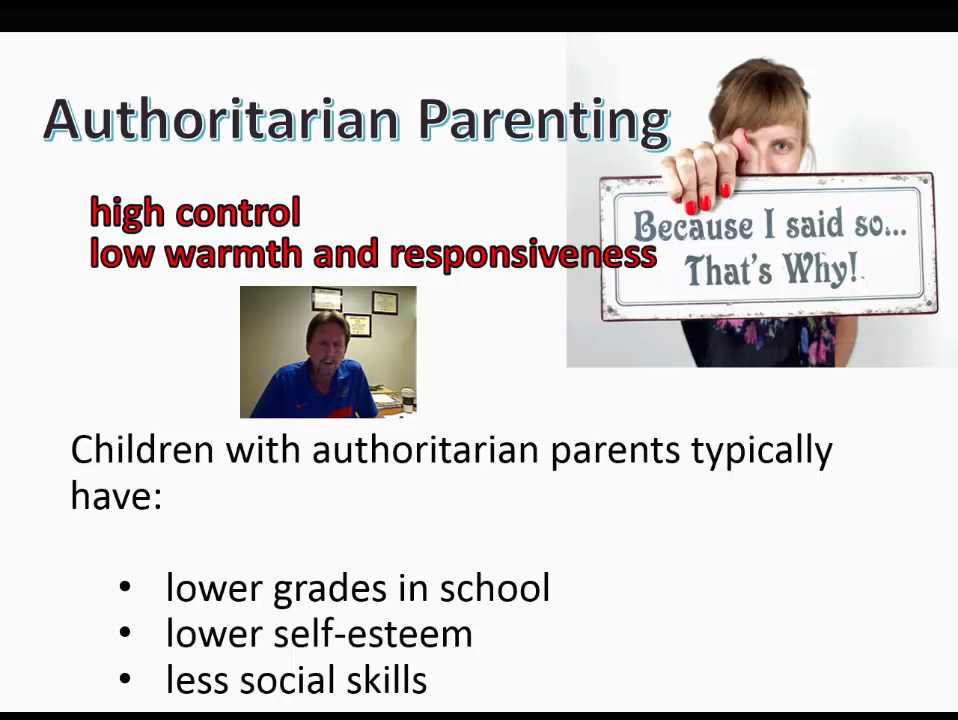 Authoritarian Parenting
high control
low warmth and responsiveness
Because I said so...
That's Why!
Children with authoritarian parents typically
have:
• lower grades in school
• lower self-esteem
• less social skills